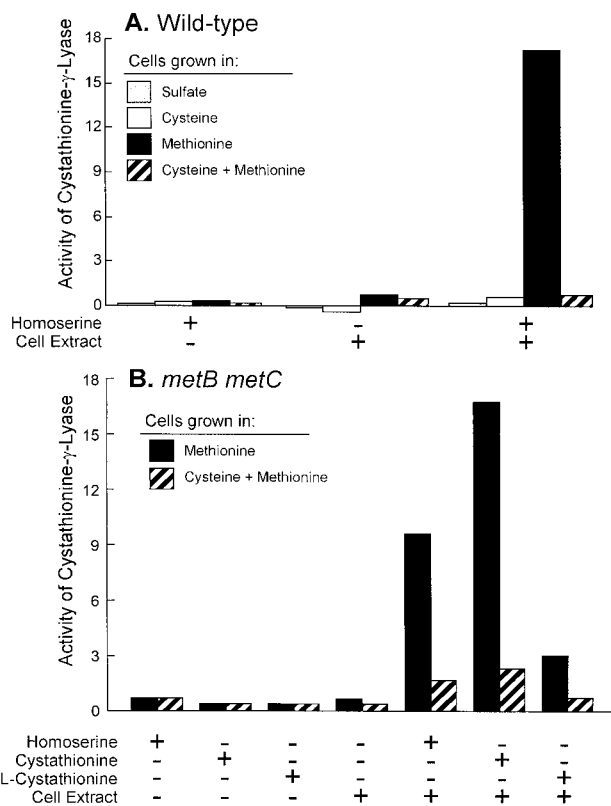 A. Wild-type
Cells grown in:
Sulfate
Cysteine
Methionine
Cysteine + Methionine
Activity of Cystathionine-γ-Lyase
18
15
12
9
6
3
0
Homoserine + - +
Cell Extract - + +
B. metB metC
Cells grown in:
Methionine
Cysteine + Methionine
Activity of Cystathionine-γ-Lyase
18
15
12
9
6
3
0
Homoserine + - - - + - -
Cystathionine - + - - - + -
L-Cystathionine - - + - - - +
Cell Extract - - - + + + +